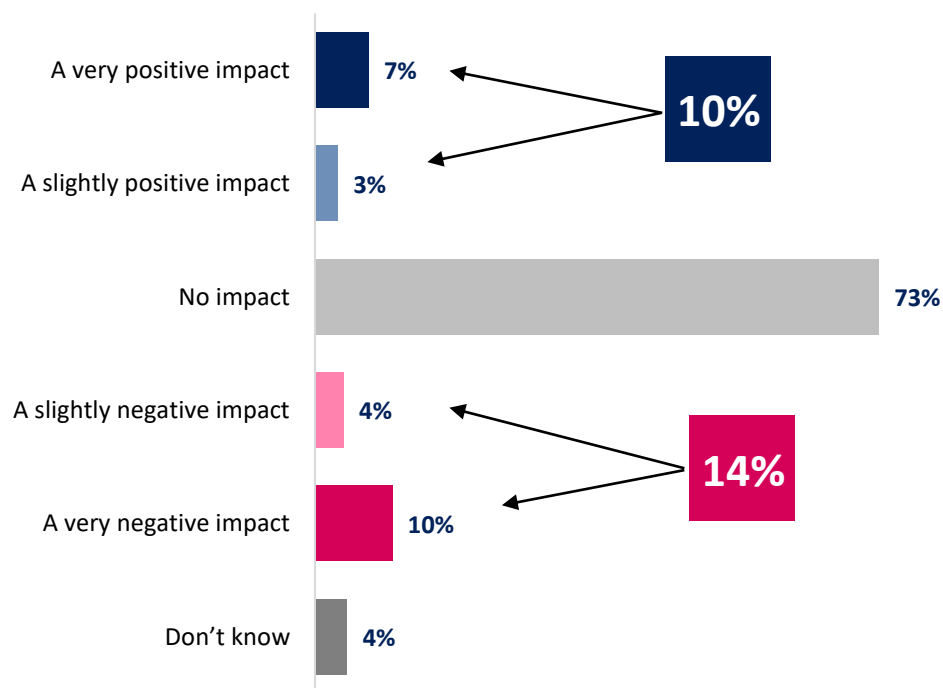 A very positive impact
7%
10%
A slightly positive impact
3%
No impact
73%
A slightly negative impact
4%
14%
A very negative impact
10%
Don’t know
4%